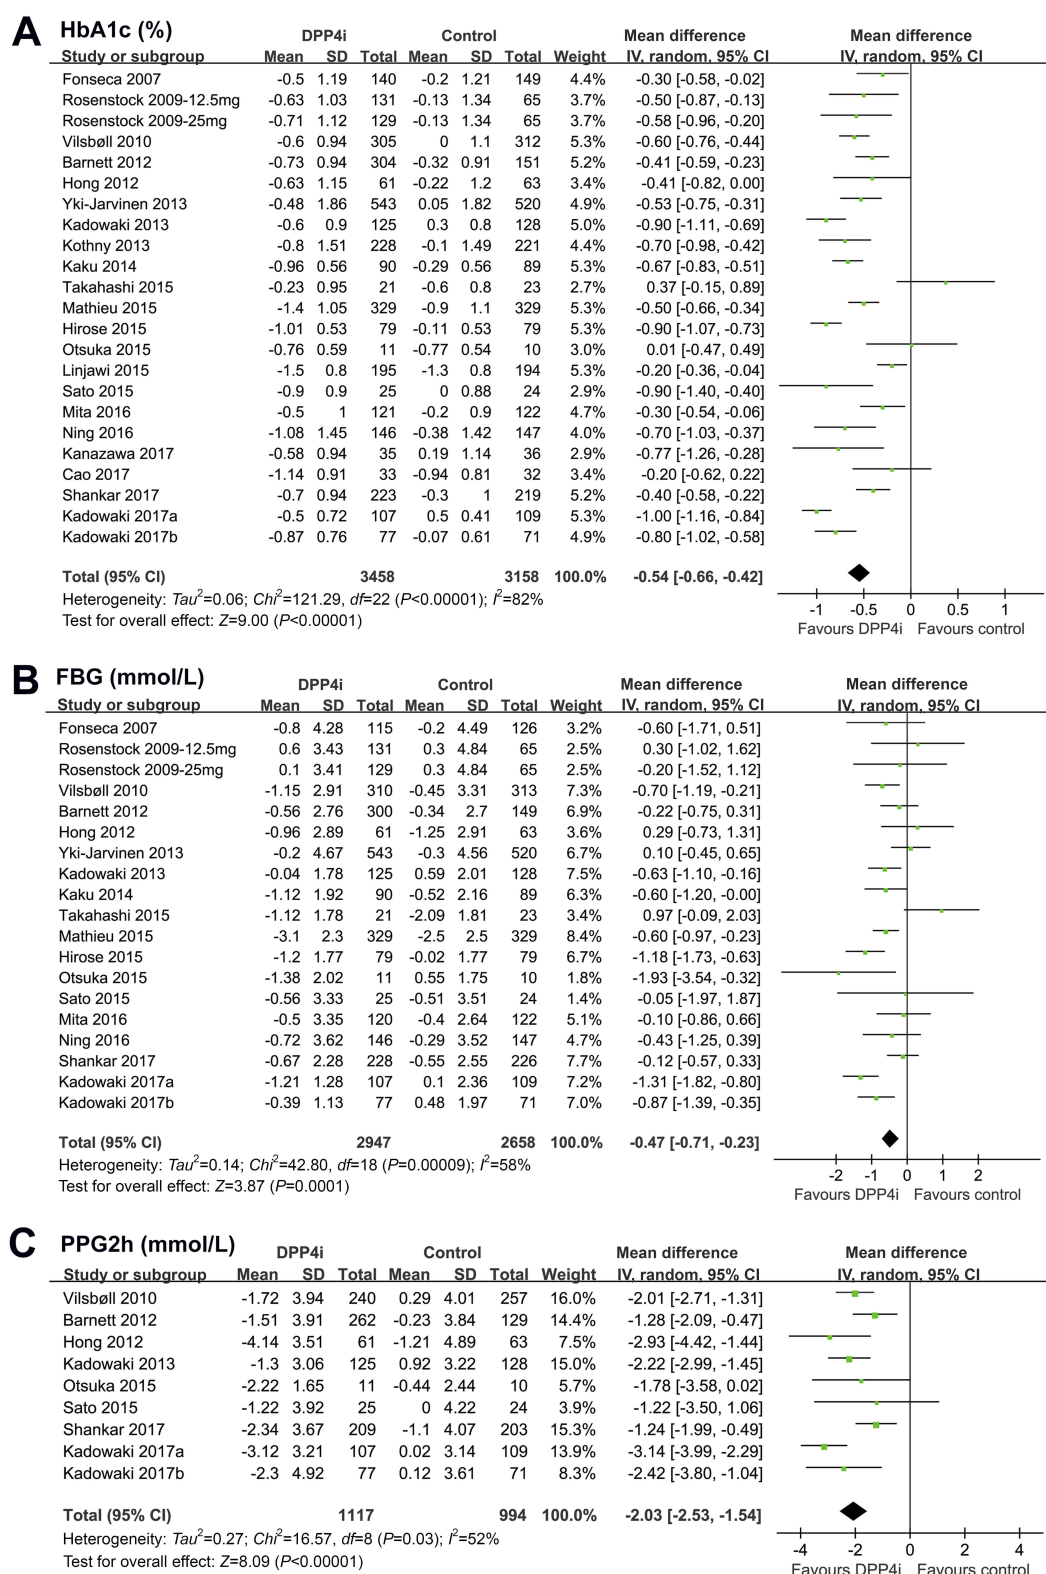 A HbA1c (%)
DPP4i Control Mean difference Mean difference
Study or subgroup Mean SD Total Mean SD Total Weight IV, random, 95% CI IV, random, 95% CI
Fonseca 2007 -0.5 1.19 140 -0.2 1.21 149 4.4% -0.30 [-0.58, -0.02]
Rosenstock 2009-12.5mg -0.63 1.03 131 -0.13 1.34 65 3.7% -0.50 [-0.87, -0.13]
Rosenstock 2009-25mg -0.71 1.12 129 -0.13 1.34 65 3.7% -0.58 [-0.96, -0.20]
Vilsbøll 2010 -0.6 0.94 305 0 1.1 312 5.3% -0.60 [-0.76, -0.44]
Barnett 2012 -0.73 0.94 304 -0.32 0.91 151 5.2% -0.41 [-0.59, -0.23]
Hong 2012 -0.63 1.15 61 -0.22 1.2 63 3.4% -0.41 [-0.82, 0.00]
Yki-Jarvinen 2013 -0.48 1.86 543 0.05 1.82 520 4.9% -0.53 [-0.75, -0.31]
Kadowaki 2013 -0.6 0.9 125 0.3 0.8 128 5.0% -0.90 [-1.11, -0.69]
Kothny 2013 -0.8 1.51 228 -0.1 1.49 221 4.4% -0.70 [-0.98, -0.42]
Kaku 2014 -0.96 0.56 90 -0.29 0.56 89 5.3% -0.67 [-0.83, -0.51]
Takahashi 2015 -0.23 0.95 21 -0.6 0.8 23 2.7% 0.37 [-0.15, 0.89]
Mathieu 2015 -1.4 1.05 329 -0.9 1.1 329 5.3% -0.50 [-0.66, -0.34]
Hirose 2015 -1.01 0.53 79 -0.11 0.53 79 5.3% -0.90 [-1.07, -0.73]
Otsuka 2015 -0.76 0.59 11 -0.77 0.54 10 3.0% 0.01 [-0.47, 0.49]
Linjawi 2015 -1.5 0.8 195 -1.3 0.8 194 5.3% -0.20 [-0.36, -0.04]
Sato 2015 -0.9 0.9 25 0 0.88 24 2.9% -0.90 [-1.40, -0.40]
Mita 2016 -0.5 1 121 -0.2 0.9 122 4.7% -0.30 [-0.54, -0.06]
Ning 2016 -1.08 1.45 146 -0.38 1.42 147 4.0% -0.70 [-1.03, -0.37]
Kanazawa 2017 -0.58 0.94 35 0.19 1.14 36 2.9% -0.77 [-1.26, -0.28]
Cao 2017 -1.14 0.91 33 -0.94 0.81 32 3.4% -0.20 [-0.62, 0.22]
Shankar 2017 -0.7 0.94 223 -0.3 1 219 5.2% -0.40 [-0.58, -0.22]
Kadowaki 2017a -0.5 0.72 107 0.5 0.41 109 5.3% -1.00 [-1.16, -0.84]
Kadowaki 2017b -0.87 0.76 77 -0.07 0.61 71 4.9% -0.80 [-1.02, -0.58]
Total (95% CI) 3458 3158 100.0% -0.54 [-0.66, -0.42]
Heterogeneity: Tau²=0.06; Chi²=121.29, df=22 (P<0.00001); I²=82%
Test for overall effect: Z=9.00 (P<0.00001)
-1 -0.5 0 0.5 1
Favours DPP4i Favours control
B FBG (mmol/L)
DPP4i Control Mean difference Mean difference
Study or subgroup Mean SD Total Mean SD Total Weight IV, random, 95% CI IV, random, 95% CI
Fonseca 2007 -0.8 4.28 115 -0.2 4.49 126 3.2% -0.60 [-1.71, 0.51]
Rosenstock 2009-12.5mg 0.6 3.43 131 0.3 4.84 65 2.5% 0.30 [-1.02, 1.62]
Rosenstock 2009-25mg 0.1 3.41 129 0.3 4.84 65 2.5% -0.20 [-1.52, 1.12]
Vilsbøll 2010 -1.15 2.91 310 -0.45 3.31 313 7.3% -0.70 [-1.19, -0.21]
Barnett 2012 -0.56 2.76 300 -0.34 2.7 149 6.9% -0.22 [-0.75, 0.31]
Hong 2012 -0.96 2.89 61 -1.25 2.91 63 3.6% 0.29 [-0.73, 1.31]
Yki-Jarvinen 2013 -0.2 4.67 543 -0.3 4.56 520 6.7% 0.10 [-0.45, 0.65]
Kadowaki 2013 -0.04 1.78 125 0.59 2.01 128 7.5% -0.63 [-1.10, -0.16]
Kaku 2014 -1.12 1.92 90 -0.52 2.16 89 6.3% -0.60 [-1.20, -0.00]
Takahashi 2015 -1.12 1.78 21 -2.09 1.81 23 3.4% 0.97 [-0.09, 2.03]
Mathieu 2015 -3.1 2.3 329 -2.5 2.5 329 8.4% -0.60 [-0.97, -0.23]
Hirose 2015 -1.2 1.77 79 -0.02 1.77 79 6.7% -1.18 [-1.73, -0.63]
Otsuka 2015 -1.38 2.02 11 0.55 1.75 10 1.8% -1.93 [-3.54, -0.32]
Sato 2015 -0.56 3.33 25 -0.51 3.51 24 1.4% -0.05 [-1.97, 1.87]
Mita 2016 -0.5 3.35 120 -0.4 2.64 122 5.1% -0.10 [-0.86, 0.66]
Ning 2016 -0.72 3.62 146 -0.29 3.52 147 4.7% -0.43 [-1.25, 0.39]
Shankar 2017 -0.67 2.28 228 -0.55 2.55 226 7.7% -0.12 [-0.57, 0.33]
Kadowaki 2017a -1.21 1.28 107 0.1 2.36 109 7.2% -1.31 [-1.82, -0.80]
Kadowaki 2017b -0.39 1.13 77 0.48 1.97 71 7.0% -0.87 [-1.39, -0.35]
Total (95% CI) 2947 2658 100.0% -0.47 [-0.71, -0.23]
Heterogeneity: Tau²=0.14; Chi²=42.80, df=18 (P=0.00009); I²=58%
Test for overall effect: Z=3.87 (P=0.0001)
-2 -1 0 1 2
Favours DPP4i Favours control
C PPG2h (mmol/L)
DPP4i Control Mean difference Mean difference
Study or subgroup Mean SD Total Mean SD Total Weight IV, random, 95% CI IV, random, 95% CI
Vilsbøll 2010 -1.72 3.94 240 0.29 4.01 257 16.0% -2.01 [-2.71, -1.31]
Barnett 2012 -1.51 3.91 262 -0.23 3.84 129 14.4% -1.28 [-2.09, -0.47]
Hong 2012 -4.14 3.51 61 -1.21 4.89 63 7.5% -2.93 [-4.42, -1.44]
Kadowaki 2013 -1.3 3.06 125 0.92 3.22 128 15.0% -2.22 [-2.99, -1.45]
Otsuka 2015 -2.22 1.65 11 -0.44 2.44 10 5.7% -1.78 [-3.58, 0.02]
Sato 2015 -1.22 3.92 25 0 4.22 24 3.9% -1.22 [-3.50, 1.06]
Shankar 2017 -2.34 3.67 209 -1.1 4.07 203 15.3% -1.24 [-1.99, -0.49]
Kadowaki 2017a -3.12 3.21 107 0.02 3.14 109 13.9% -3.14 [-3.99, -2.29]
Kadowaki 2017b -2.3 4.92 77 0.12 3.61 71 8.3% -2.42 [-3.80, -1.04]
Total (95% CI) 1117 994 100.0% -2.03 [-2.53, -1.54]
Heterogeneity: Tau²=0.27; Chi²=16.57, df=8 (P=0.03); I²=52%
Test for overall effect: Z=8.09 (P<0.00001)
-4 -2 0 2 4
Favours DPP4i Favours control